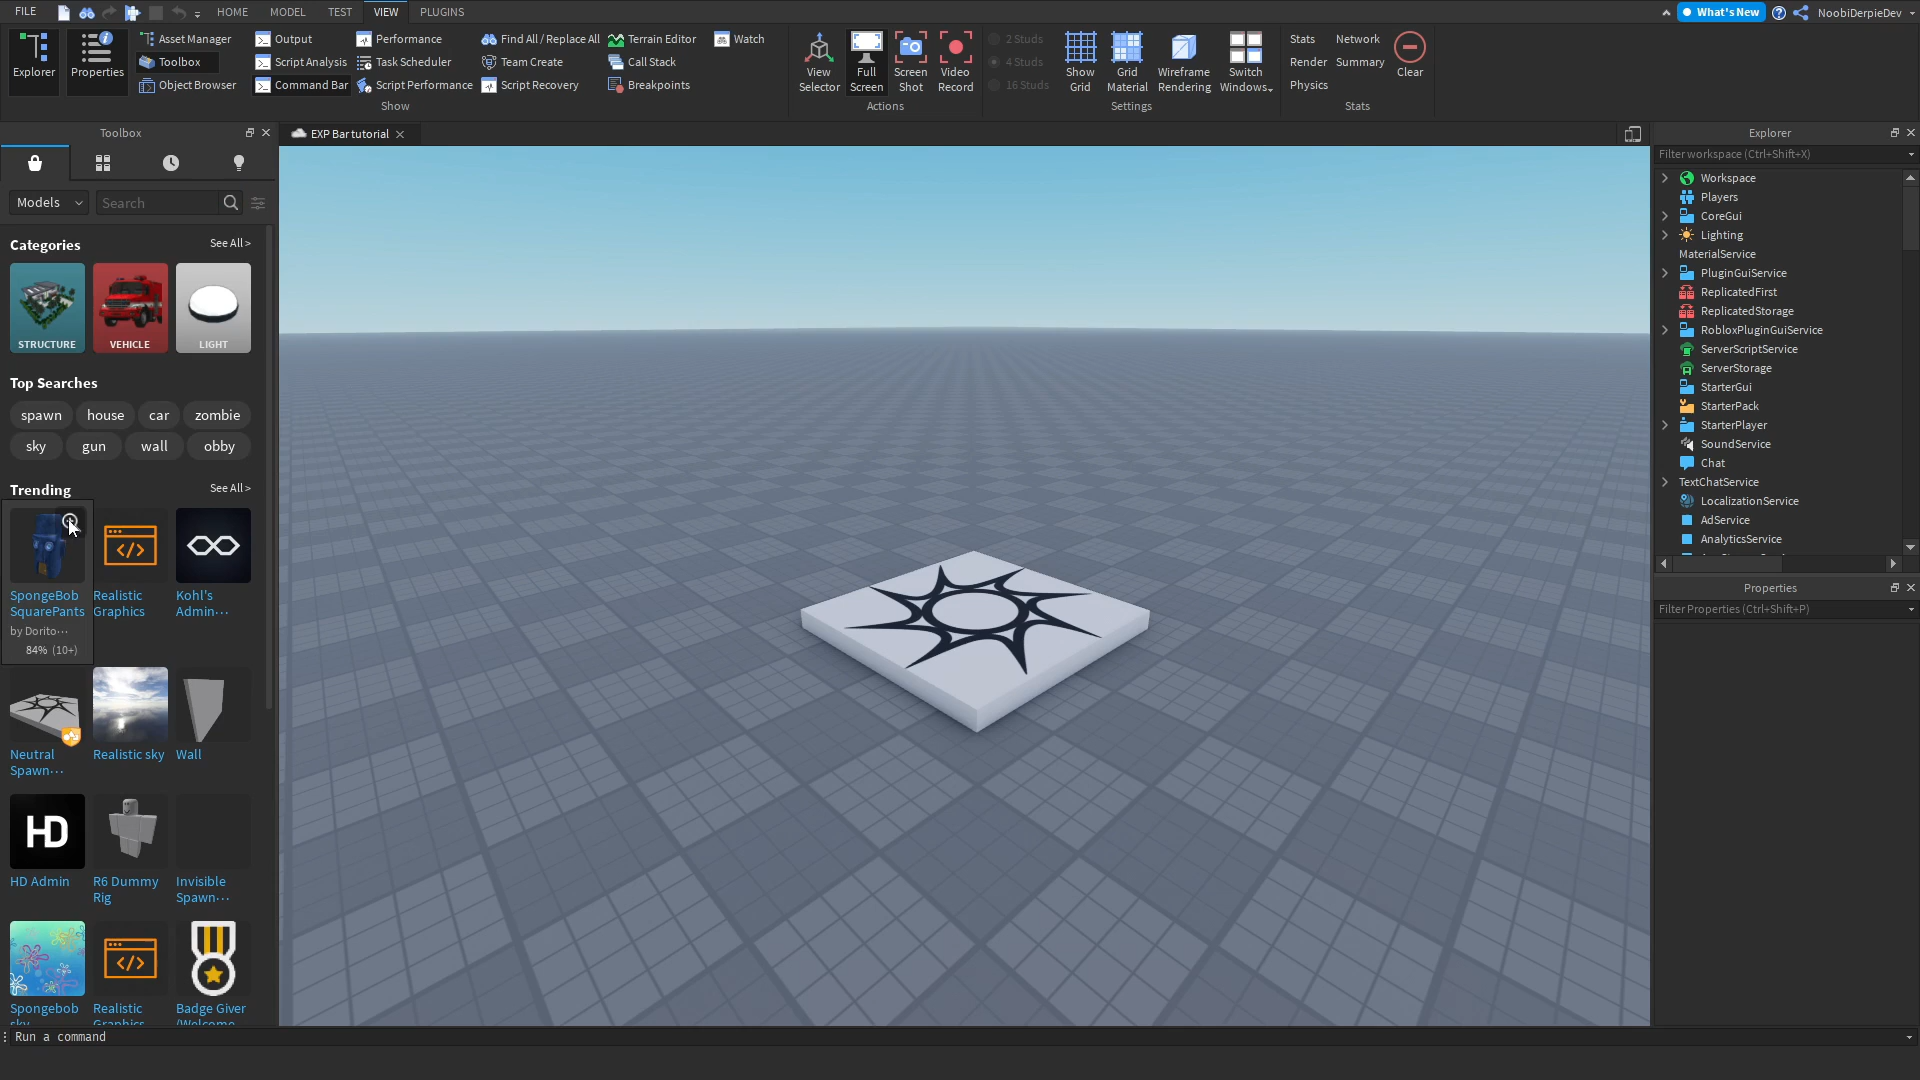 FILE
HOME
MODEL
TEST
VIEW
PLUGINS
What's New
NoobiDerpieDev
Explorer
Properties
Asset Manager
Toolbox
Object Browser
Output
Script Analysis
Command Bar
Performance
Task Scheduler
Script Performance
Find All / Replace All
Team Create
Script Recovery
Terrain Editor
Call Stack
Breakpoints
Watch
Show
View
Selector
Full
Screen
Screen
Shot
Video
Record
Actions
2 Studs
4 Studs
16 Studs
Show
Grid
Grid
Material
Wireframe
Rendering
Switch
Windows
Settings
Stats
Render
Physics
Network
Summary
Clear
Stats
Toolbox
EXP Bar tutorial
Models
Search
Categories
See All >
STRUCTURE
VEHICLE
LIGHT
Top Searches
spawn
house
car
zombie
sky
gun
wall
obby
Trending
See All >
SpongeBob
SquarePants
by Dorito...
84% (10+)
Realistic
Graphics
Kohl's
Admin...
Neutral
Spawn...
Realistic sky
Wall
HD
HD Admin
R6 Dummy
Rig
Invisible
Spawn...
Spongebob
sky
Realistic
Graphics
Badge Giver
/Welcome
Run a command
Explorer
Filter workspace (Ctrl+Shift+X)
Workspace
Players
CoreGui
Lighting
MaterialService
PluginGuiService
ReplicatedFirst
ReplicatedStorage
RobloxPluginGuiService
ServerScriptService
ServerStorage
StarterGui
StarterPack
StarterPlayer
SoundService
Chat
TextChatService
LocalizationService
AdService
AnalyticsService
Properties
Filter Properties (Ctrl+Shift+P)